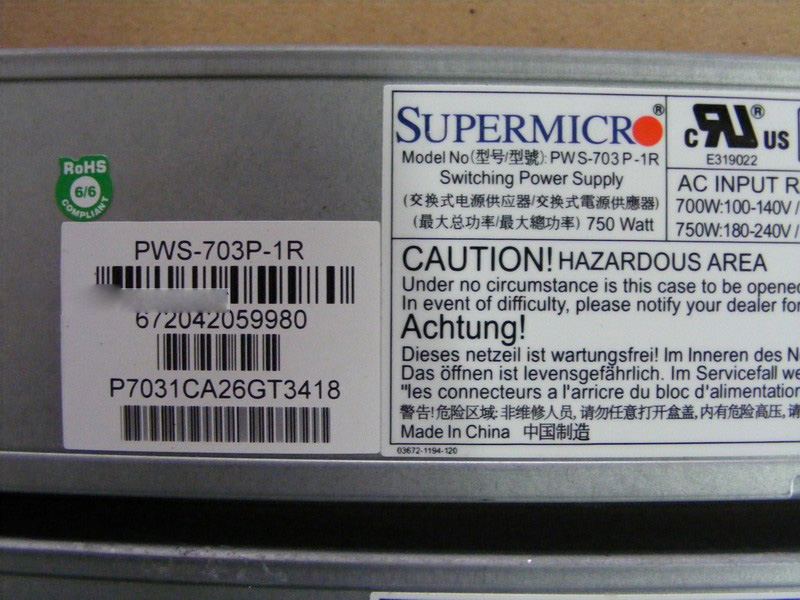 RoHS
6/6
COMPLIANT
PWS-703P-1R
672042059980
P7031CA26GT3418
SUPERMICRO®
Model No(型号/型號): PWS-703P-1R
Switching Power Supply
(交换式电源供应器/交換式電源供應器)
(最大总功率/最大總功率) 750 Watt
c RU® US
E319022
AC INPUT R
700W:100-140V /
750W:180-240V /
CAUTION! HAZARDOUS AREA
Under no circumstance is this case to be opened
In event of difficulty, please notify your dealer for
Achtung!
Dieses netzeil ist wartungsfrei! Im Inneren des N
Das öffnen ist levensgefährlich. Im Servicefall we
"les connecteurs a l'arricre du bloc d'alimentation
警告!危险区域: 非维修人员, 请勿任意打开盒盖, 内有危险高压, 请
Made In China 中国制造
03672-1194-120